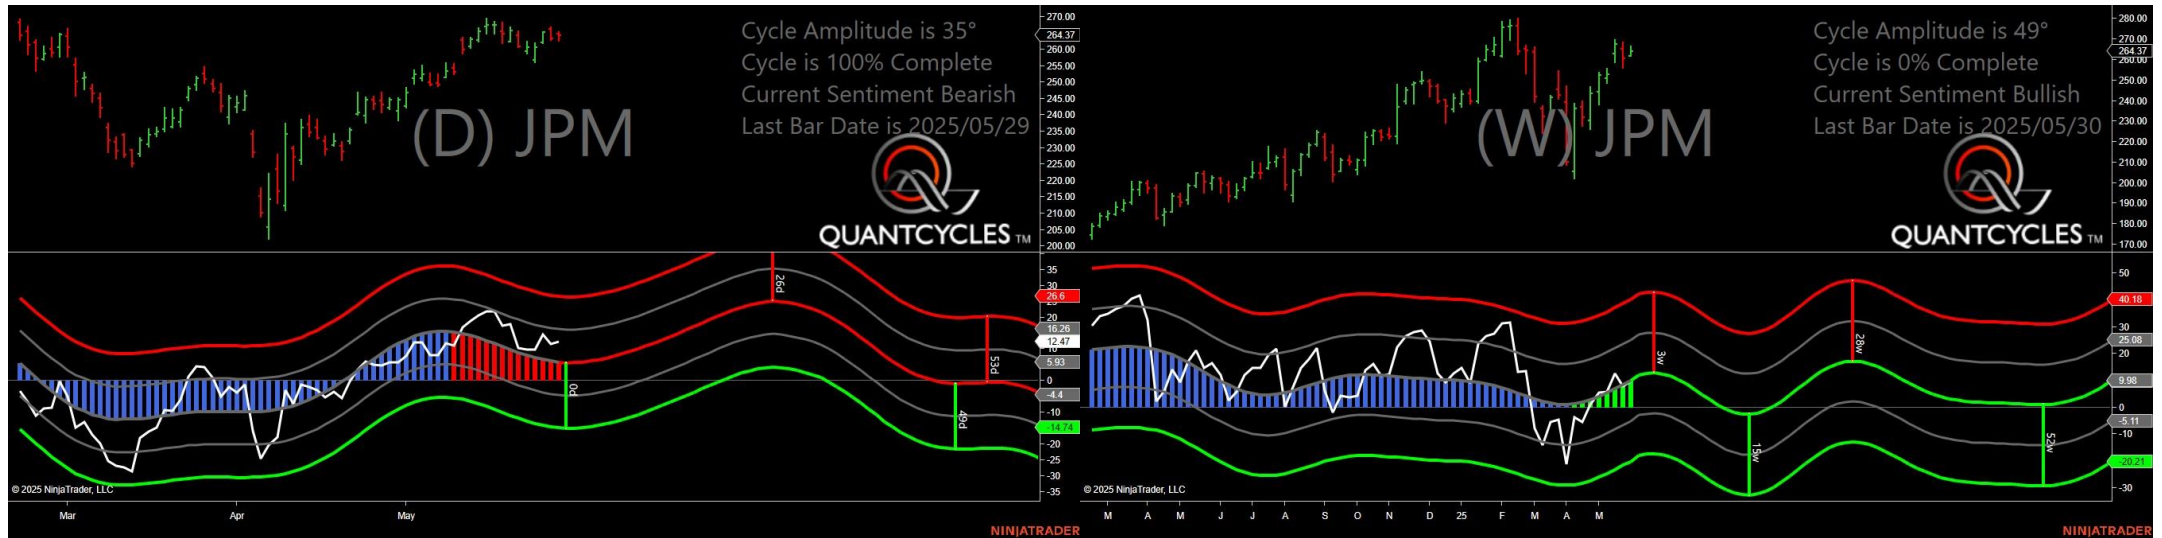 Cycle Amplitude is 35°
Cycle is 100% Complete
Current Sentiment Bearish
Last Bar Date is 2025/05/29
(D) JPM
QUANTCYCLES TM
270.00
264.37
260.00
255.00
250.00
245.00
240.00
235.00
230.00
225.00
220.00
215.00
210.00
205.00
200.00
26d
0d
49d
53d
35
30
26.6
20
16.26
12.47
5.93
0
-4.4
-10
-14.74
-20
-25
-30
-35
© 2025 NinjaTrader, LLC
Mar Apr May
NINJATRADER
Cycle Amplitude is 49°
Cycle is 0% Complete
Current Sentiment Bullish
Last Bar Date is 2025/05/30
(W) JPM
QUANTCYCLES TM
280.00
270.00
264.37
260.00
250.00
240.00
230.00
220.00
210.00
200.00
190.00
180.00
170.00
3w
15w
28w
52w
50
40.18
30
25.08
20
9.98
0
-5.11
-10
-20.21
-30
© 2025 NinjaTrader, LLC
M A M J J A S O N D 25 F M A M
NINJATRADER